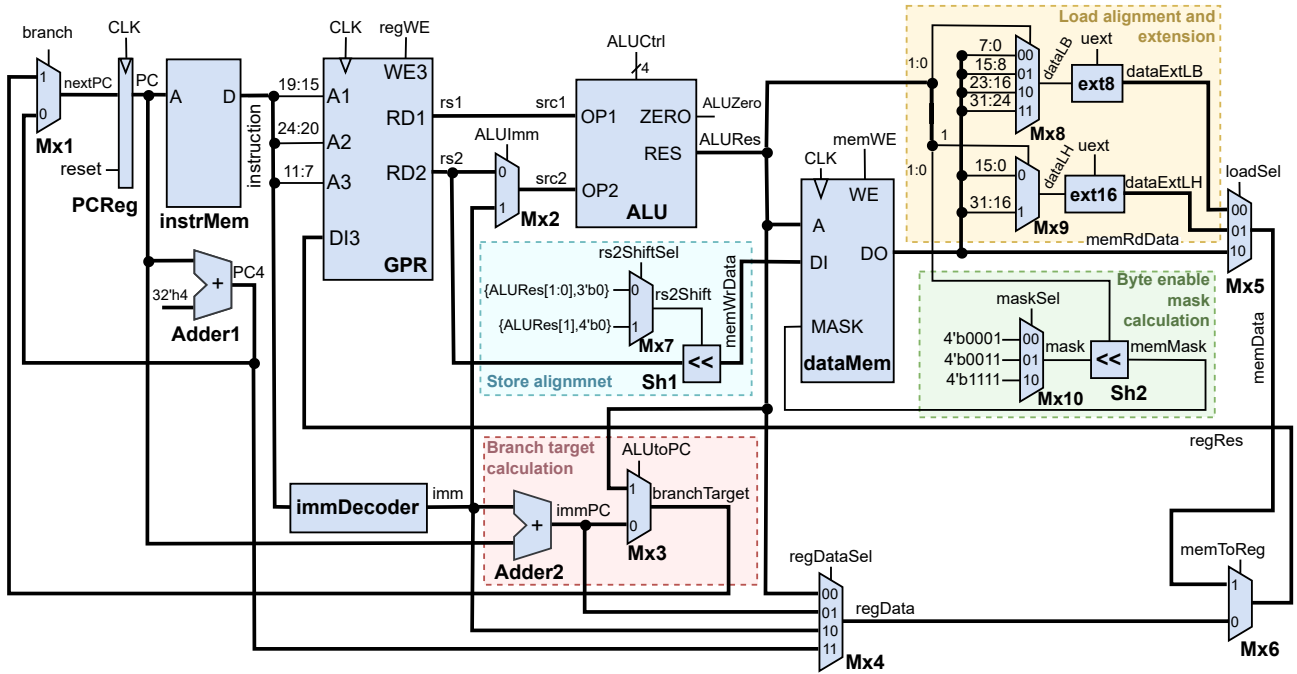 branch
1
0
Mx1
nextPC
CLK
PC
reset
PCReg
A
D
instrMem
instruction
32'h4
+
PC4
Adder1
19:15
24:20
11:7
CLK
regWE
WE3
A1
A2
A3
DI3
RD1
RD2
GPR
rs1
rs2
ALUImm
0
1
Mx2
src1
src2
ALUCtrl
4
OP1
OP2
ZERO
RES
ALU
ALUZero
ALURes
rs2ShiftSel
{ALURes[1:0],3'b0}
{ALURes[1],4'b0}
0
1
rs2Shift
Mx7
<<
Sh1
Store alignmnet
memWrData
CLK
memWE
WE
A
DI
DO
MASK
dataMem
Load alignment and
extension
1:0
7:0
15:8
23:16
31:24
00
01
10
11
Mx8
dataLB
uext
ext8
dataExtLB
1
1:0
15:0
31:16
0
1
Mx9
dataLH
uext
ext16
dataExtLH
memRdData
loadSel
00
01
10
Mx5
memData
Byte enable
mask
calculation
maskSel
4'b0001
4'b0011
4'b1111
00
01
10
Mx10
mask
<<
Sh2
memMask
regRes
immDecoder
imm
Branch target
calculation
+
Adder2
immPC
ALUtoPC
1
0
Mx3
branchTarget
regDataSel
00
01
10
11
Mx4
regData
memToReg
1
0
Mx6